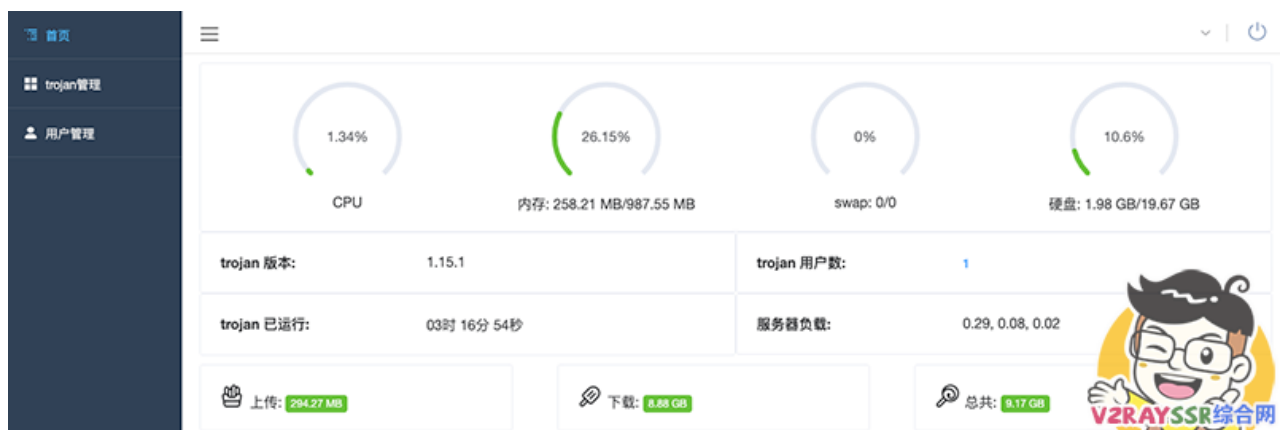 首页
trojan管理
用户管理
1.34%
CPU
26.15%
内存: 258.21 MB/987.55 MB
0%
swap: 0/0
10.6%
硬盘: 1.98 GB/19.67 GB
trojan 版本: 1.15.1
trojan 用户数: 1
trojan 已运行: 03时 16分 54秒
服务器负载: 0.29, 0.08, 0.02
上传: 294.27 MB
下载: 8.88 GB
总共: 9.17 GB
V2RAYSSR综合网